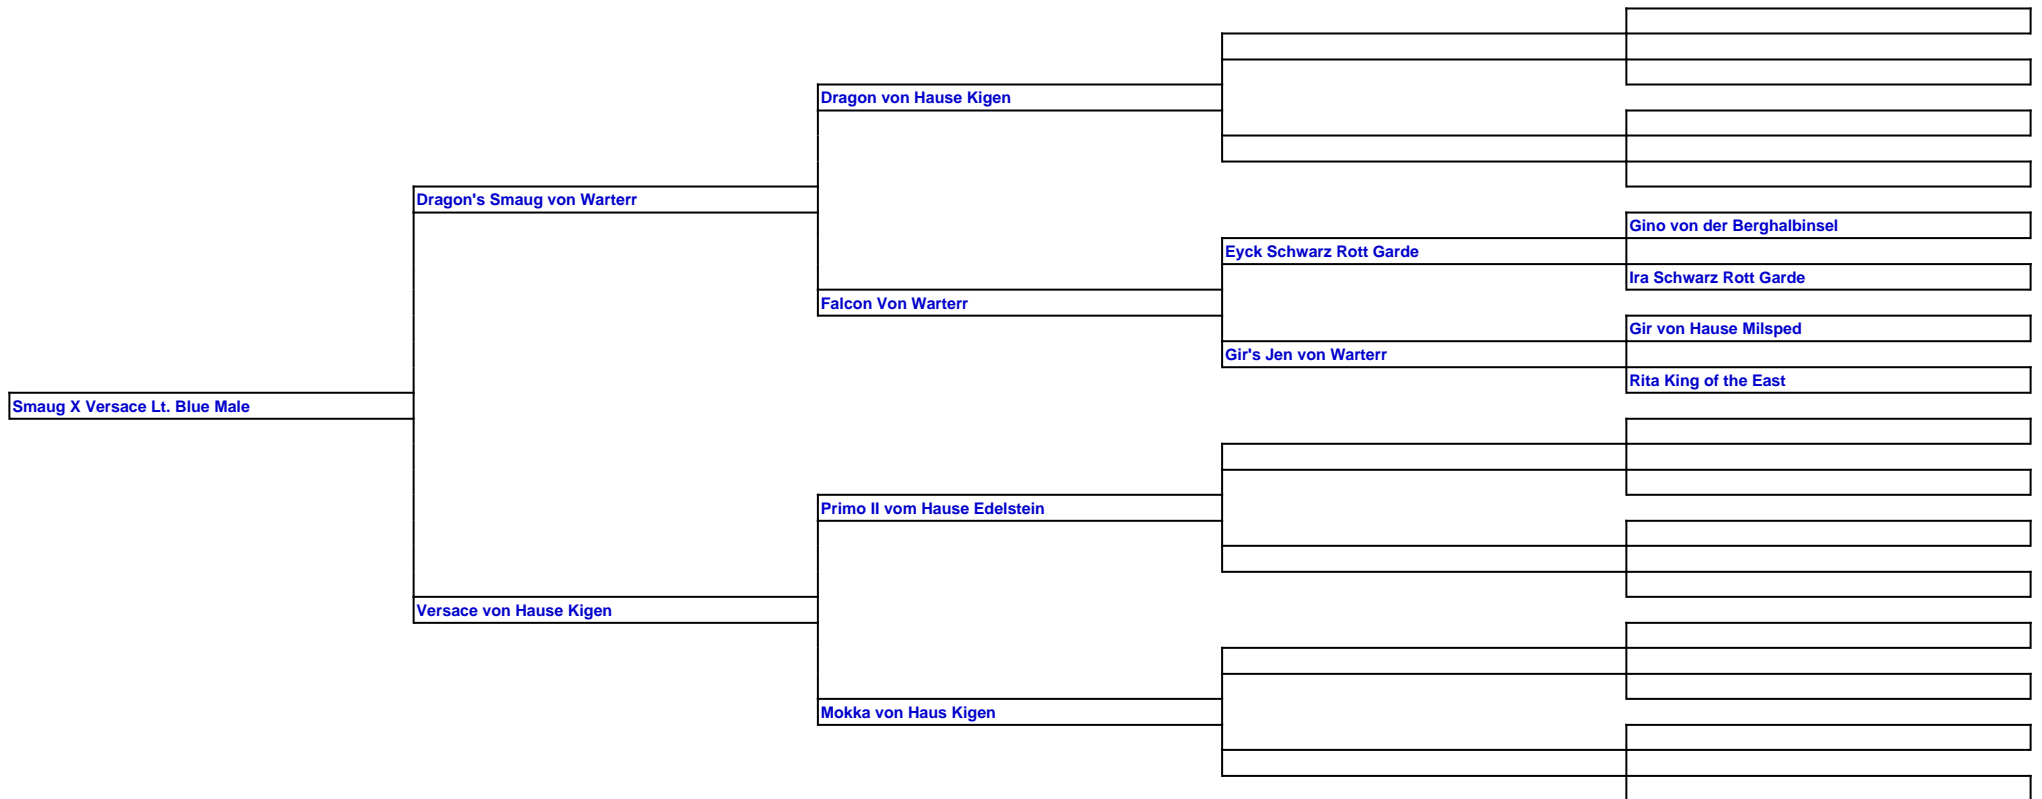 Dragon von Hause Kigen
Dragon's Smaug von Warterr
Gino von der Berghalbinsel
Eyck Schwarz Rott Garde
Ira Schwarz Rott Garde
Falcon Von Warterr
Gir von Hause Milsped
Gir's Jen von Warterr
Rita King of the East
Smaug X Versace Lt. Blue Male
Primo II vom Hause Edelstein
Versace von Hause Kigen
Mokka von Haus Kigen